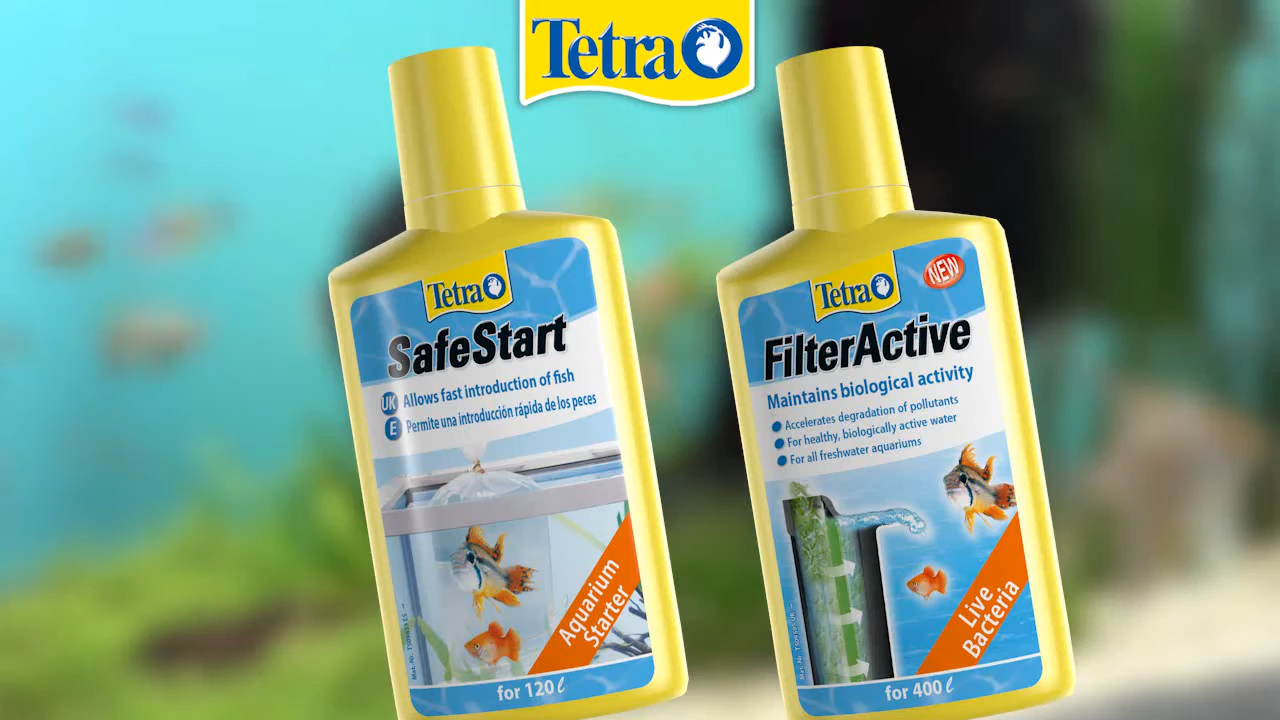 Tetra
Tetra
SafeStart
UK Allows fast introduction of fish
E Permite una introducción rápida de los peces
Aquarium
Starter
for 120 ℓ
Tetra
NEW
FilterActive
Maintains biological activity
Accelerates degradation of pollutants
For healthy, biologically active water
For all freshwater aquariums
Live
Bacteria
for 400 ℓ